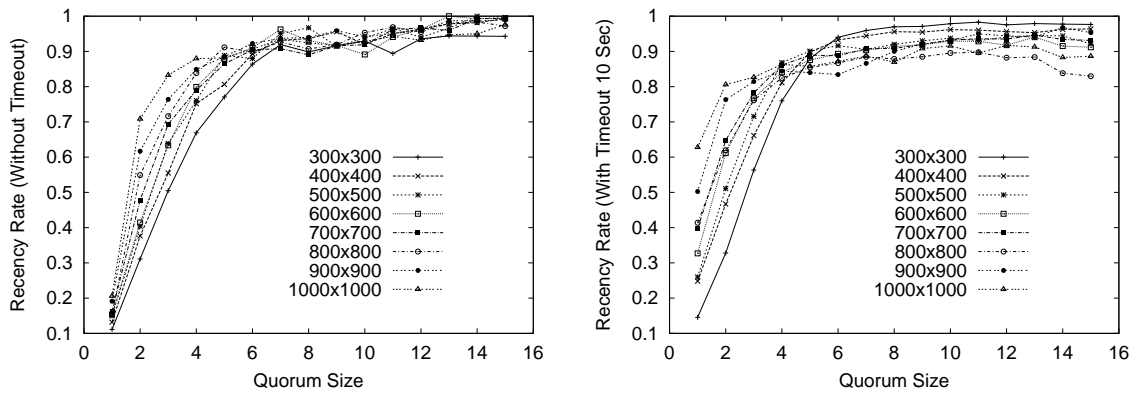 Recency Rate (Without Timeout)
1
0.9
0.8
0.7
0.6
0.5
0.4
0.3
0.2
0.1
0 2 4 6 8 10 12 14 16
Quorum Size
300x300
400x400
500x500
600x600
700x700
800x800
900x900
1000x1000
Recency Rate (With Timeout 10 Sec)
1
0.9
0.8
0.7
0.6
0.5
0.4
0.3
0.2
0.1
0 2 4 6 8 10 12 14 16
Quorum Size
300x300
400x400
500x500
600x600
700x700
800x800
900x900
1000x1000